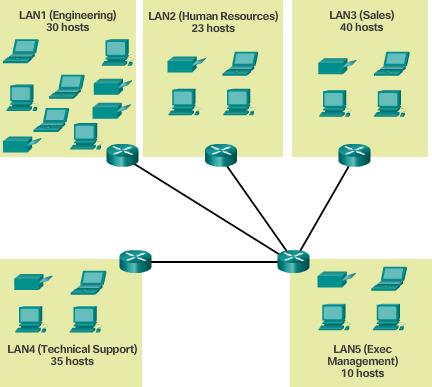 LAN1 (Engineering)
30 hosts
LAN2 (Human Resources)
23 hosts
LAN3 (Sales)
40 hosts
LAN4 (Technical Support)
35 hosts
LAN5 (Exec
Management)
10 hosts